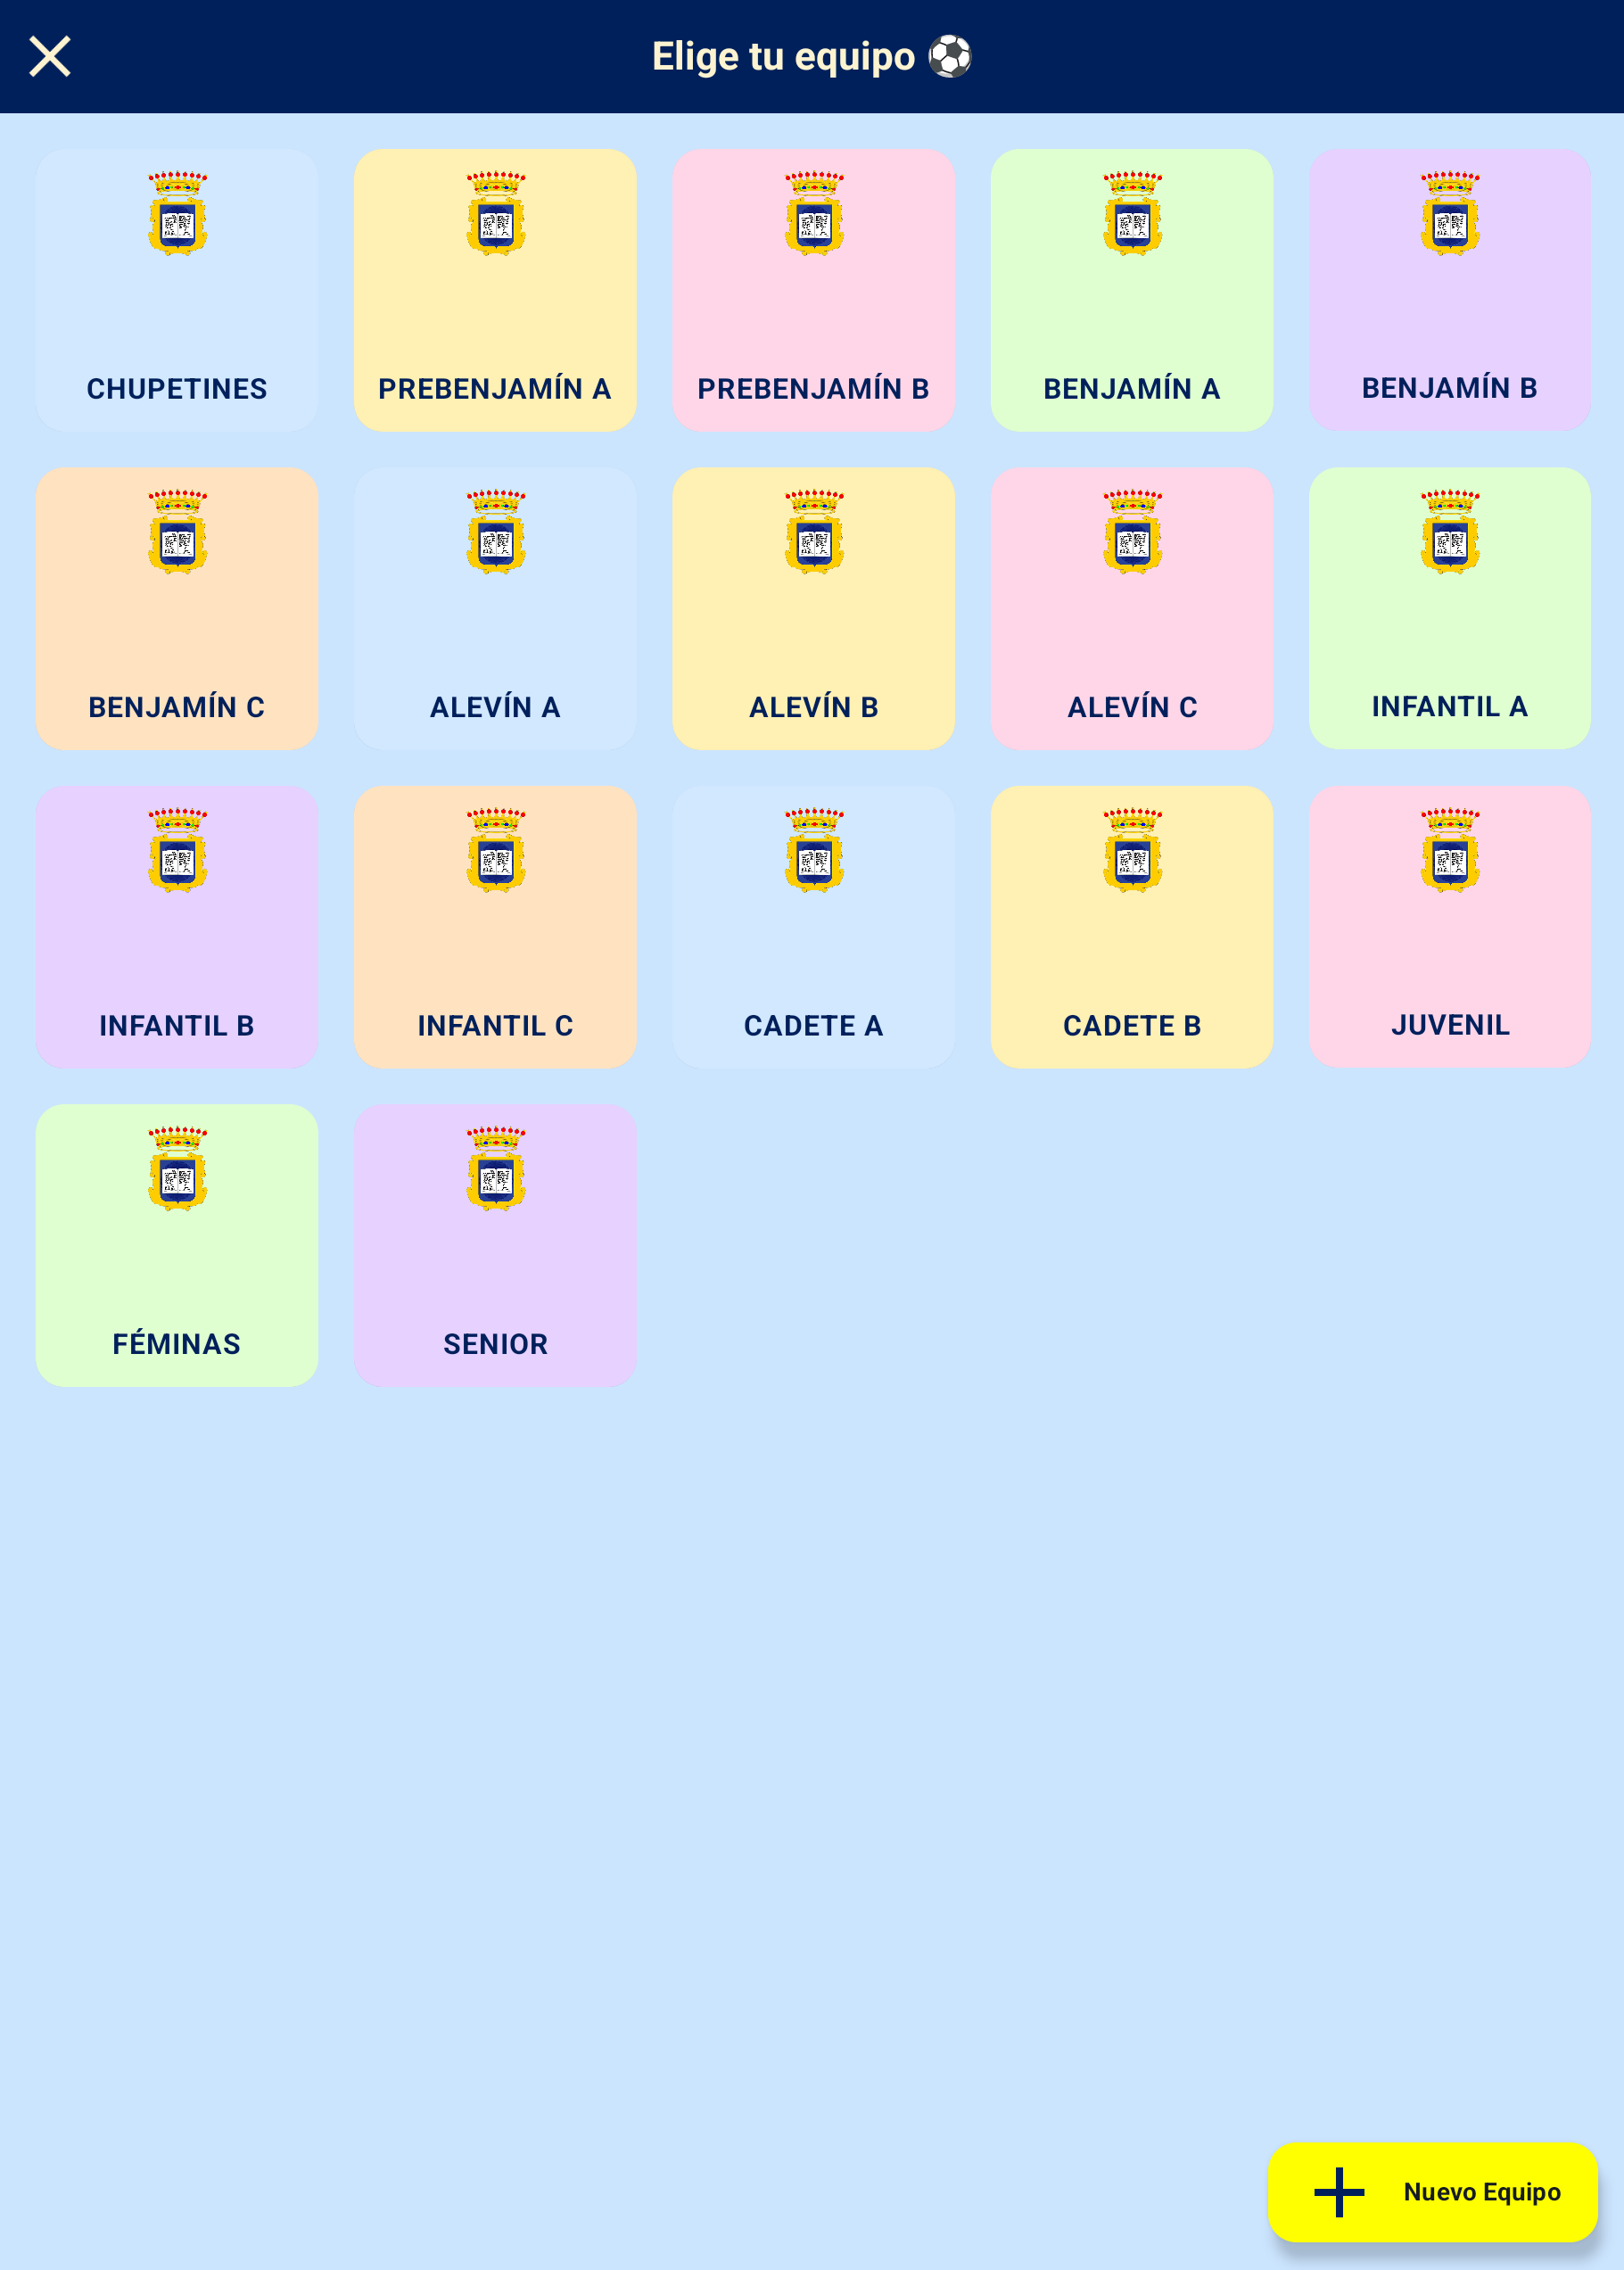 Elige tu equipo ⚽
CHUPETINES
PREBENJAMÍN A
PREBENJAMÍN B
BENJAMÍN A
BENJAMÍN B
BENJAMÍN C
ALEVÍN A
ALEVÍN B
ALEVÍN C
INFANTIL A
INFANTIL B
INFANTIL C
CADETE A
CADETE B
JUVENIL
FÉMINAS
SENIOR
Nuevo Equipo